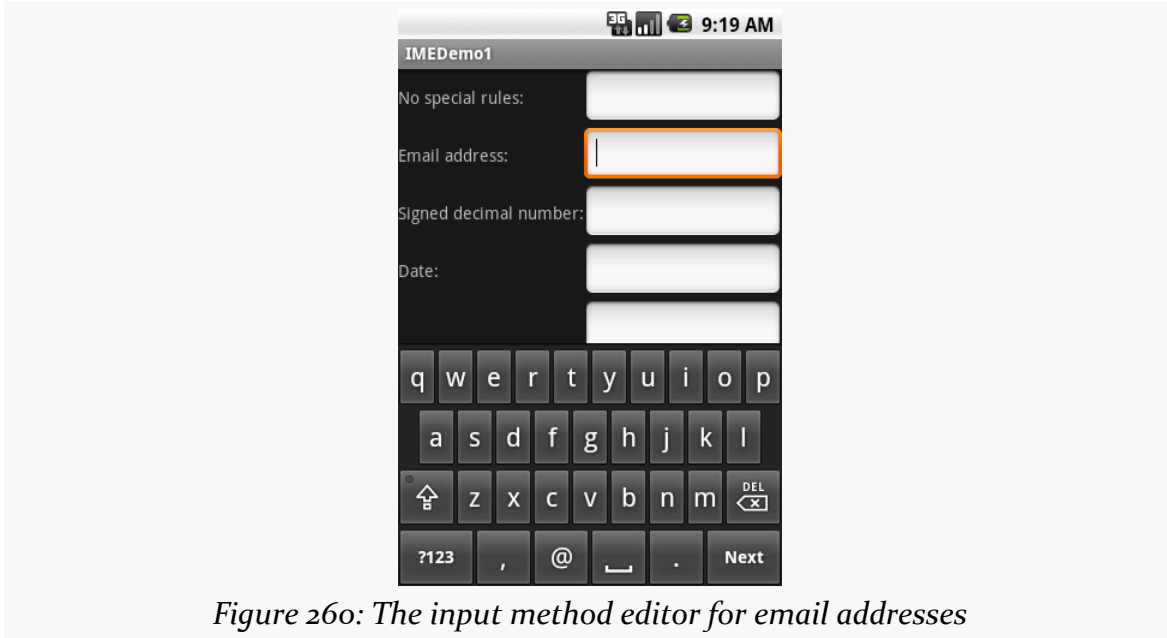 3G 9:19 AM
IMEDemo1
No special rules:
Email address:
Signed decimal number:
Date:
q w e r t y u i o p
a s d f g h j k l
z x c v b n m DEL
?123 , @ . Next
Figure 260: The input method editor for email addresses